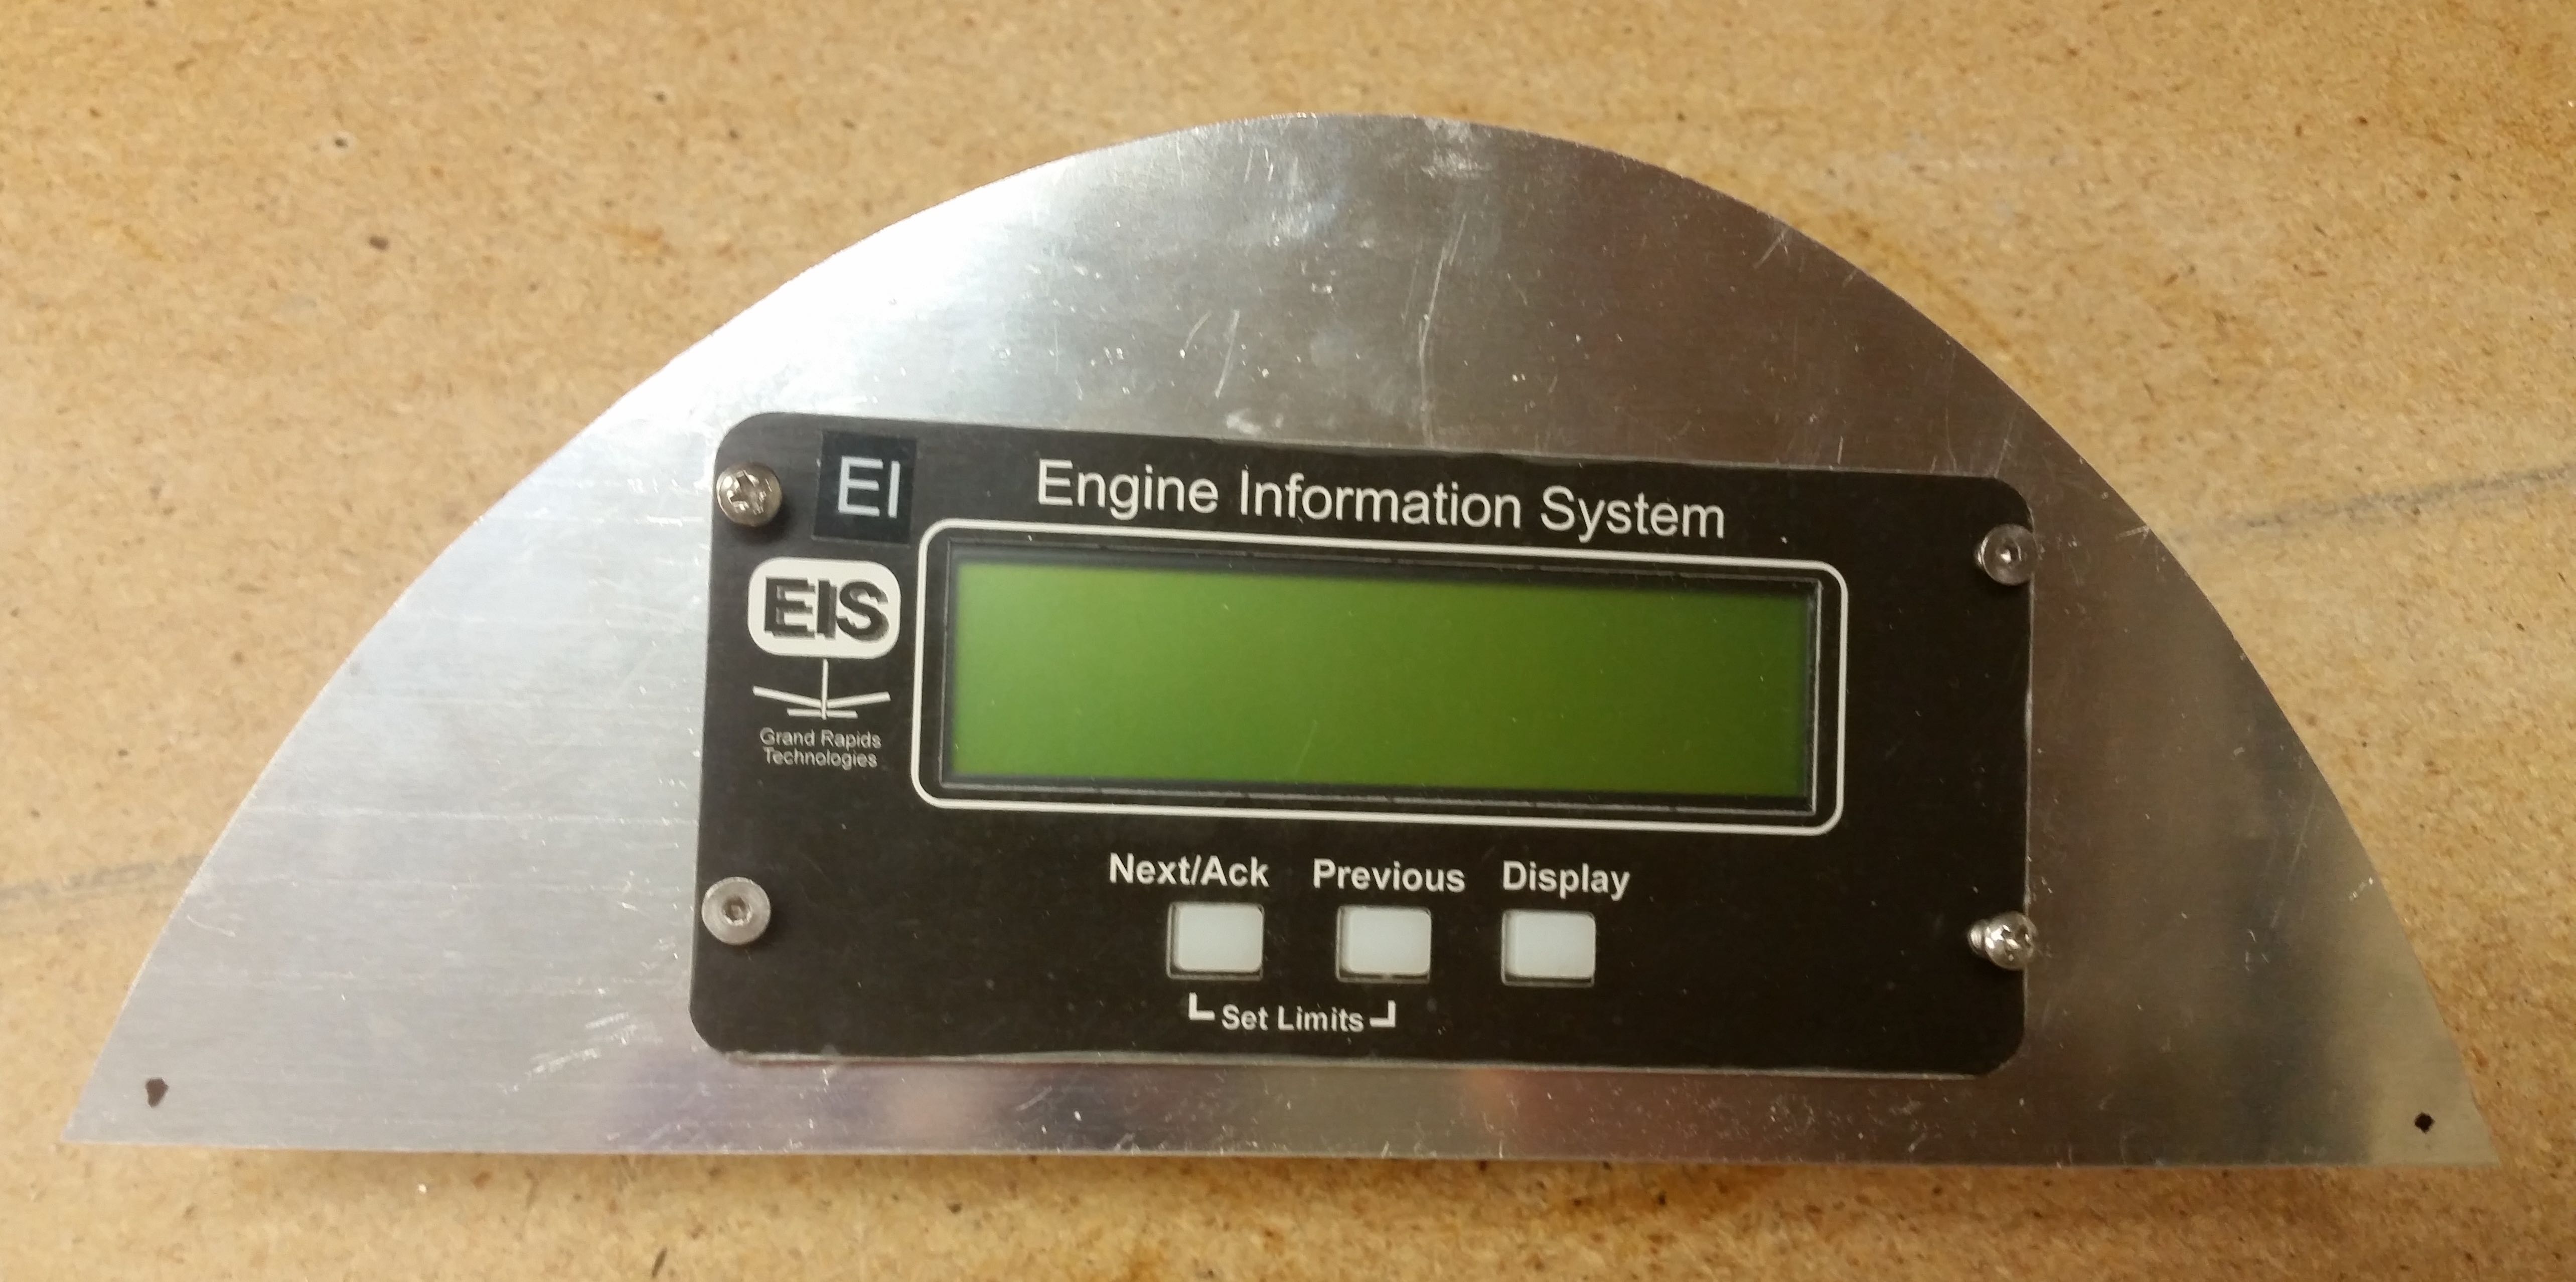 EI
Engine Information System
EIS
Grand Rapids
Technologies
Next/Ack Previous Display
Set Limits